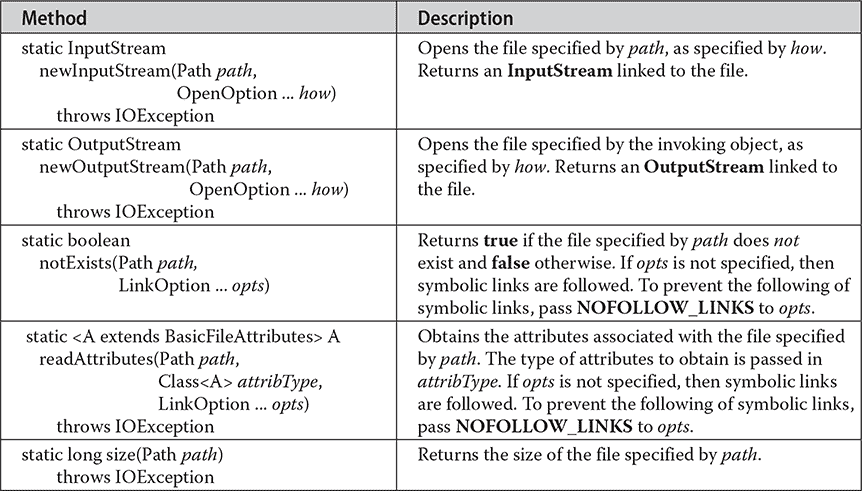 Method Description
static InputStream
newInputStream(Path path,
OpenOption ... how)
throws IOException
Opens the file specified by path, as specified by how.
Returns an InputStream linked to the file.
static OutputStream
newOutputStream(Path path,
OpenOption ... how)
throws IOException
Opens the file specified by the invoking object, as
specified by how. Returns an OutputStream linked to
the file.
static boolean
notExists(Path path,
LinkOption ... opts)
Returns true if the file specified by path does not
exist and false otherwise. If opts is not specified, then
symbolic links are followed. To prevent the following of
symbolic links, pass NOFOLLOW_LINKS to opts.
static <A extends BasicFileAttributes> A
readAttributes(Path path,
Class<A> attribType,
LinkOption ... opts)
throws IOException
Obtains the attributes associated with the file specified
by path. The type of attributes to obtain is passed in
attribType. If opts is not specified, then symbolic links
are followed. To prevent the following of symbolic links,
pass NOFOLLOW_LINKS to opts.
static long size(Path path)
throws IOException
Returns the size of the file specified by path.